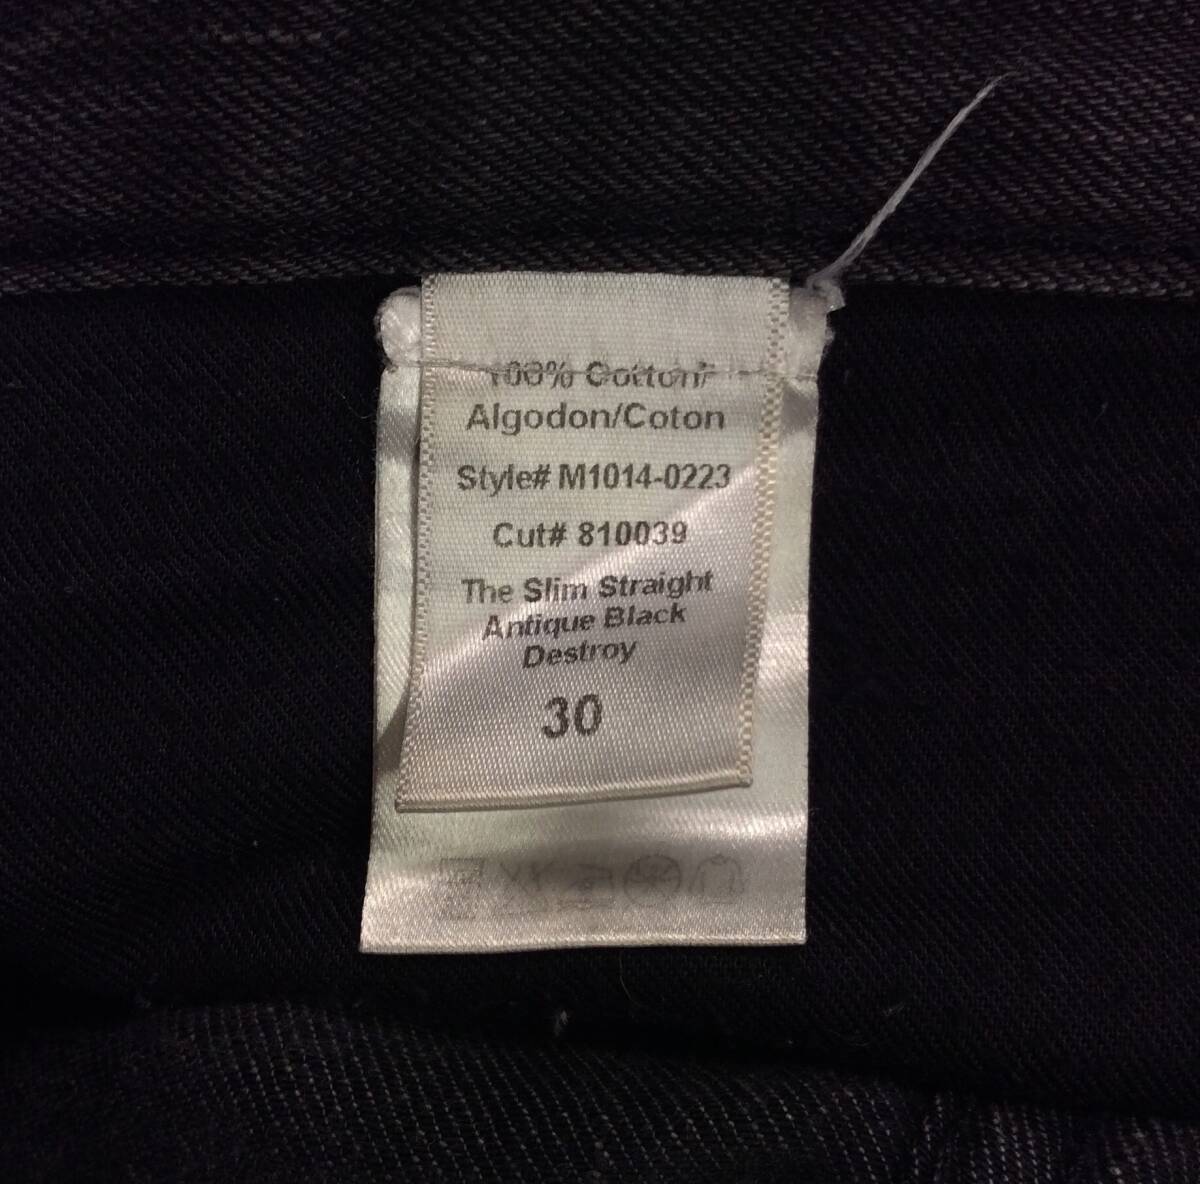 100% Cotton/
Algodon/Coton
Style# M1014-0223
Cut# 810039
The Slim Straight
Antique Black
Destroy
30